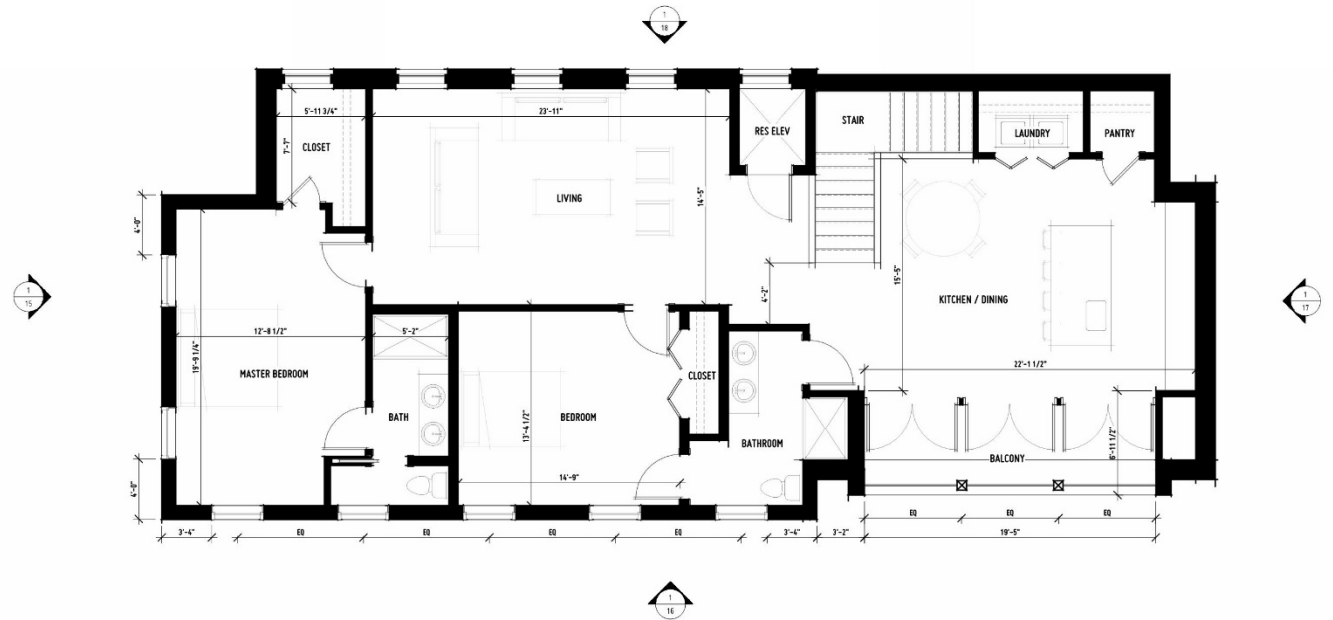 1
18
5'-11 3/4"
23'-11"
7'-7"
CLOSET
RES ELEV
STAIR
LAUNDRY
PANTRY
LIVING
14'-5"
4'-0"
15'-5"
4'-2"
KITCHEN / DINING
1
15
1
17
12'-8 1/2"
5'-2"
19'-9 1/4"
MASTER BEDROOM
22'-1 1/2"
CLOSET
BATH
BEDROOM
13'-4 1/2"
BATHROOM
6'-11 1/2"
BALCONY
4'-0"
14'-9"
3'-4"
EQ
EQ
EQ
EQ
3'-4"
3'-2"
EQ
EQ
EQ
19'-5"
1
16